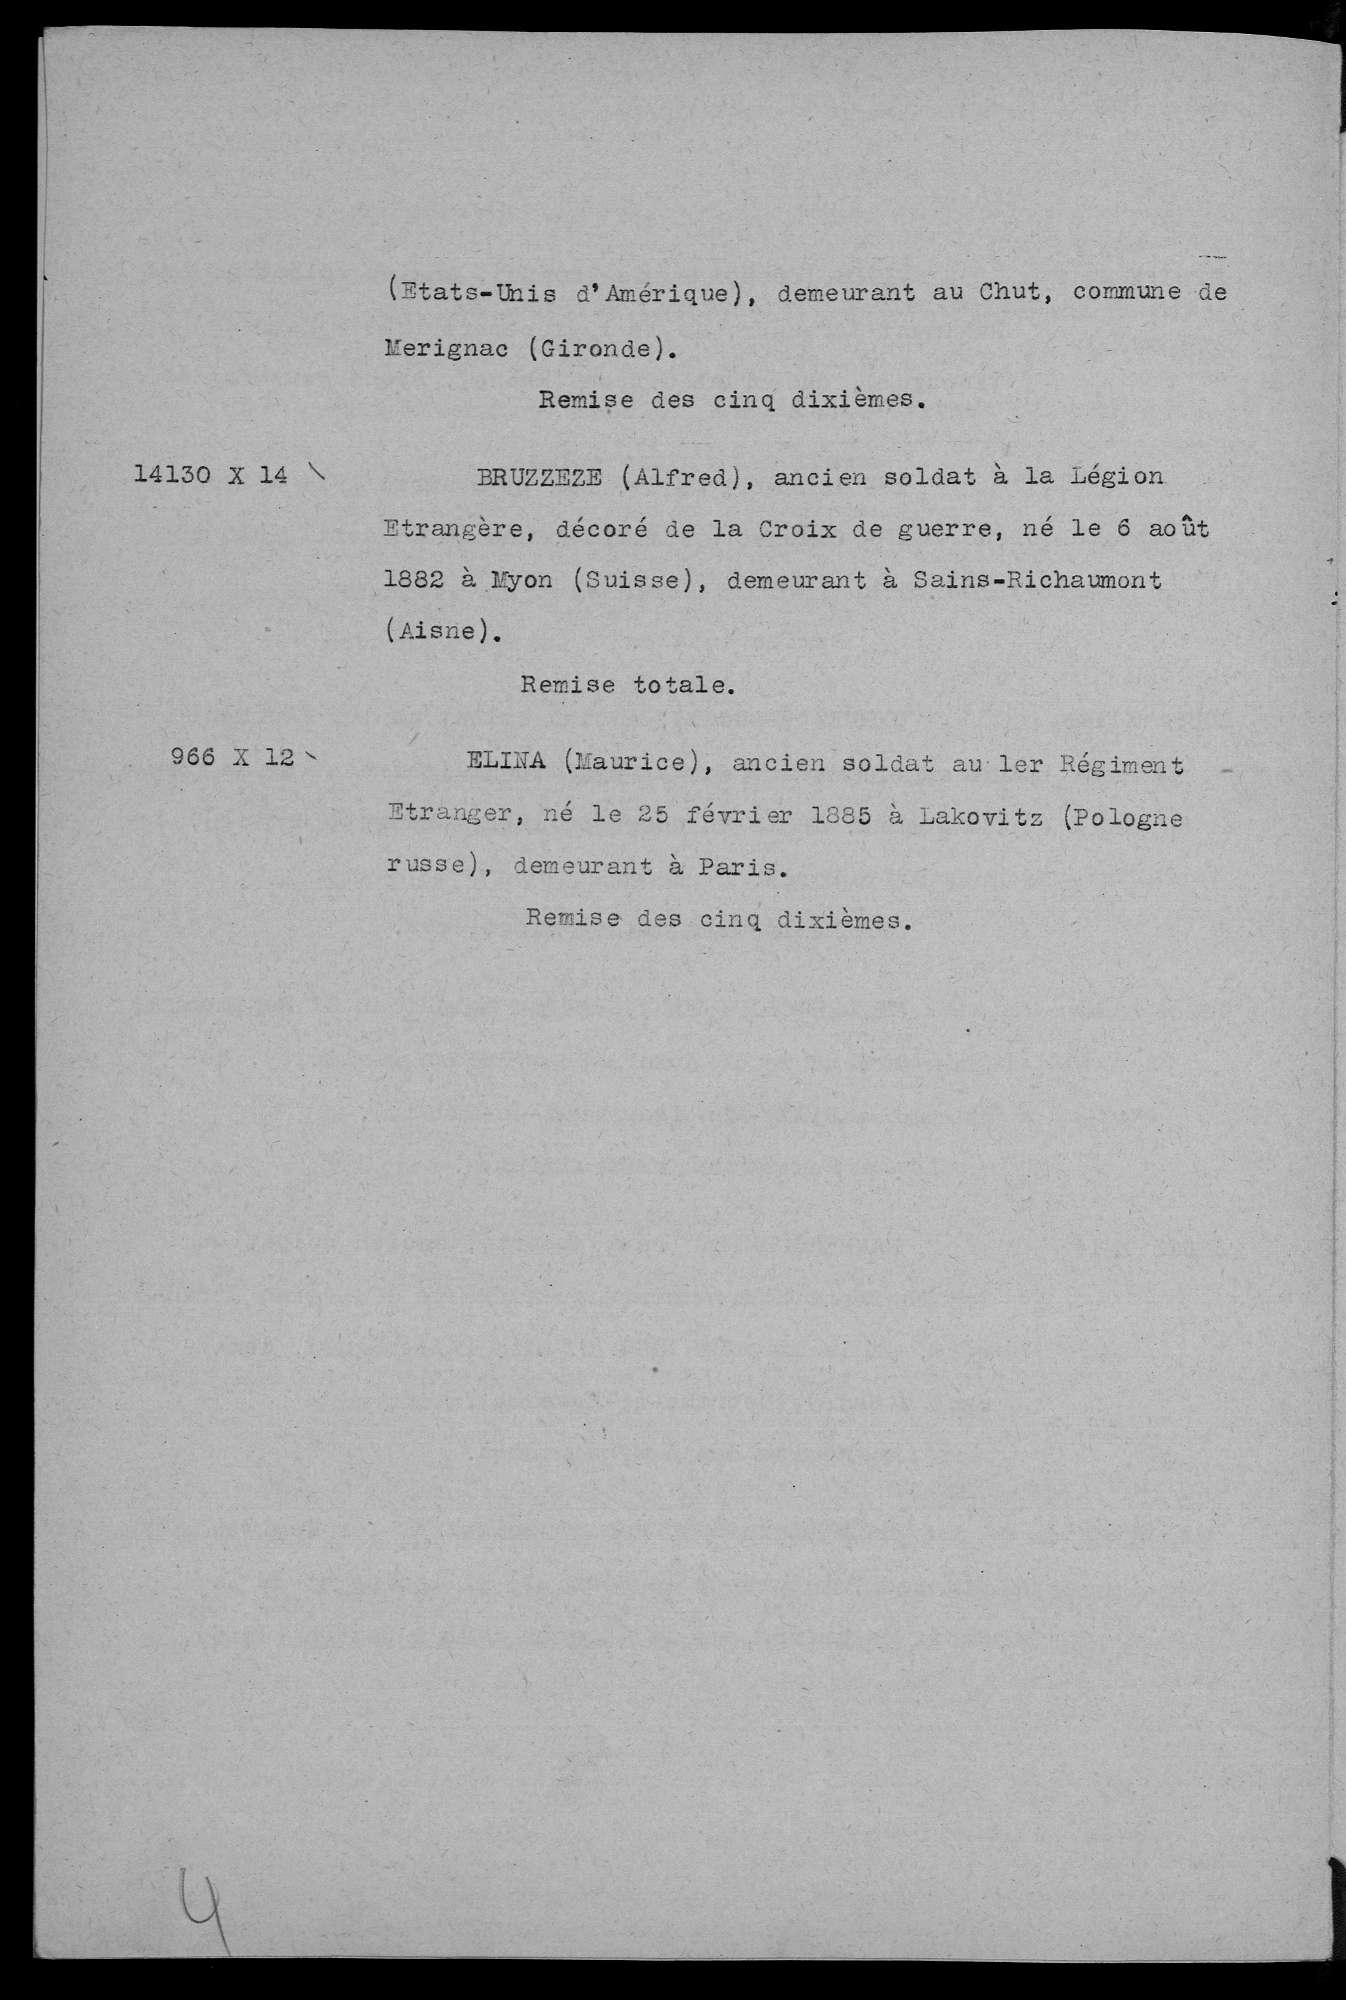 (Etats-Unis d'Amérique), demeurant au Chut, commune de
Merignac (Gironde).
Remise des cinq dixièmes.
14130 X 14 \ BRUZZEZE (Alfred), ancien soldat à la Légion
Etrangère, décoré de la Croix de guerre, né le 6 août
1882 à Myon (Suisse), demeurant à Sains-Richaumont
(Aisne).
Remise totale.
966 X 12 \ ELINA (Maurice), ancien soldat au 1er Régiment
Etranger, né le 25 février 1885 à Lakovitz (Pologne
russe), demeurant à Paris.
Remise des cinq dixièmes.
4